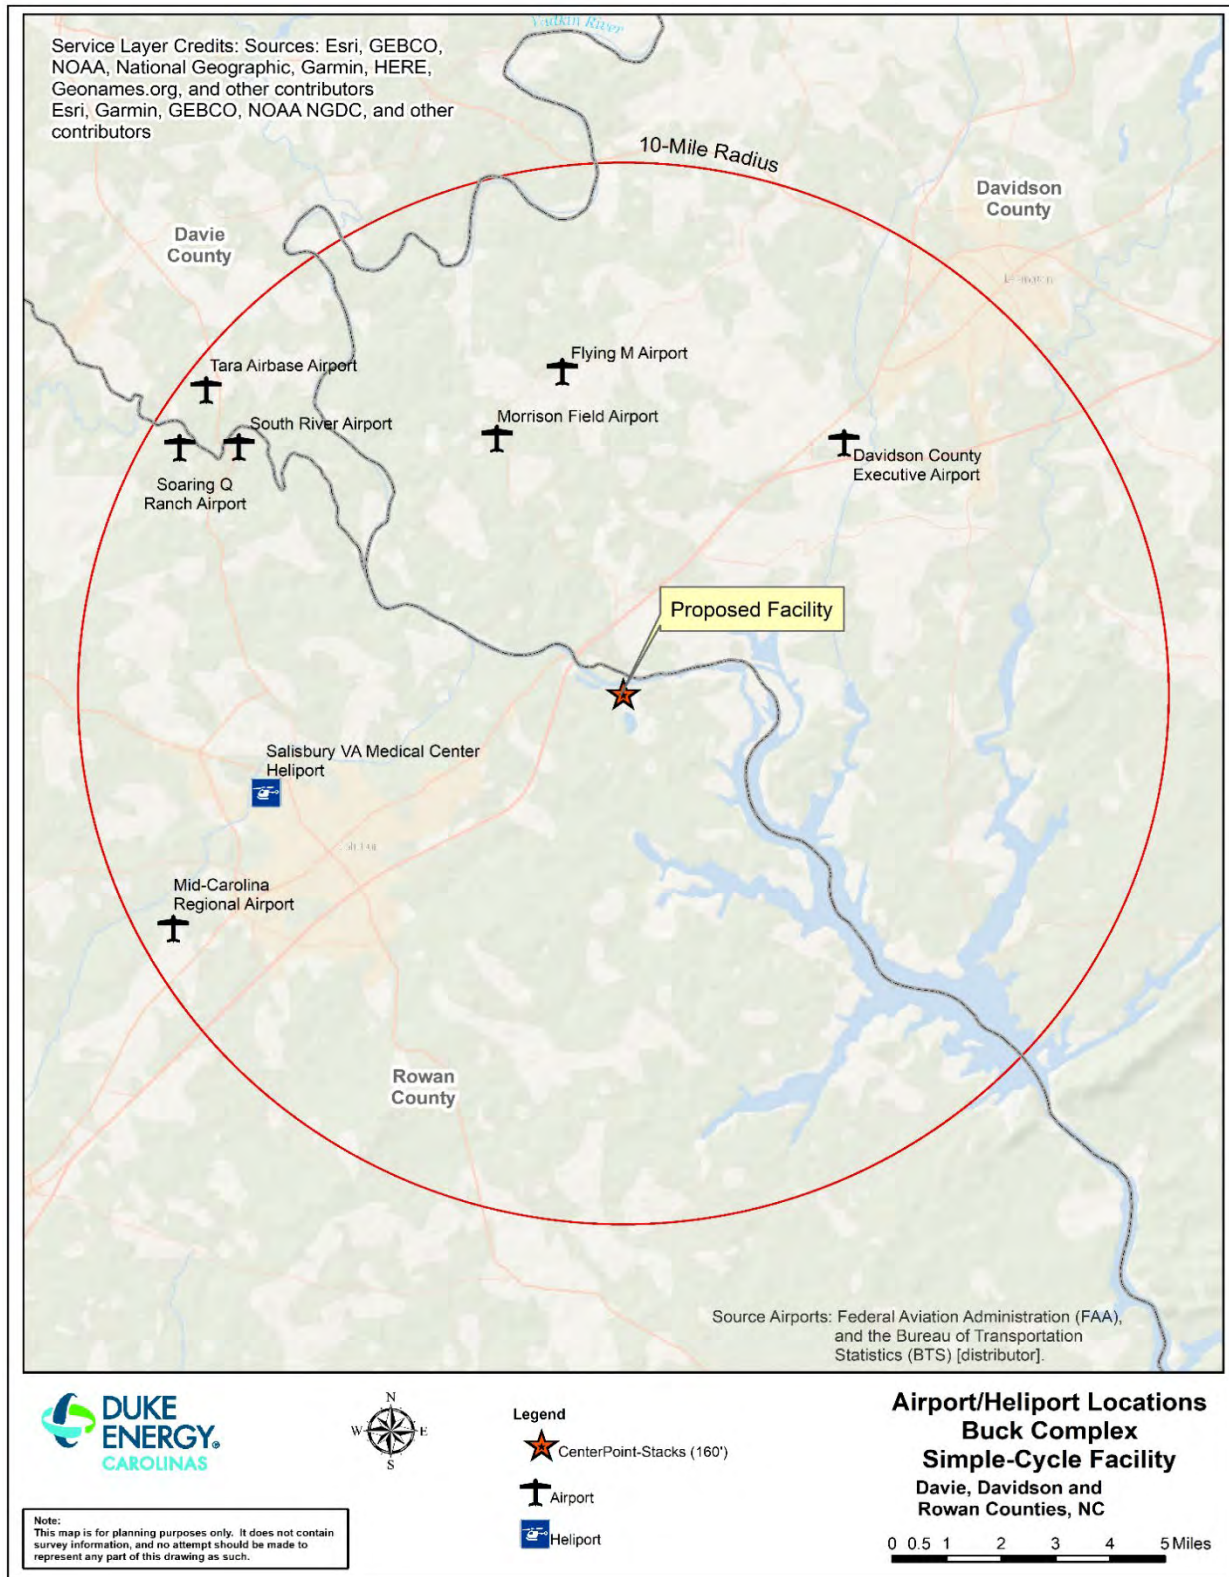 Yadkin River
Service Layer Credits: Sources: Esri, GEBCO,
NOAA, National Geographic, Garmin, HERE,
Geonames.org, and other contributors
Esri, Garmin, GEBCO, NOAA NGDC, and other
contributors
10-Mile Radius
Davidson
County
Davie
County
Tara Airbase Airport
Flying M Airport
South River Airport
Morrison Field Airport
Davidson County
Executive Airport
Soaring Q
Ranch Airport
Proposed Facility
Salisbury VA Medical Center
Heliport
Mid-Carolina
Regional Airport
Rowan
County
Source Airports: Federal Aviation Administration (FAA),
and the Bureau of Transportation
Statistics (BTS) [distributor].
DUKE
ENERGY®
CAROLINAS
N
W E
S
Legend
CenterPoint-Stacks (160')
Airport
Heliport
Airport/Heliport Locations
Buck Complex
Simple-Cycle Facility
Davie, Davidson and
Rowan Counties, NC
0 0.5 1 2 3 4 5 Miles
Note:
This map is for planning purposes only. It does not contain
survey information, and no attempt should be made to
represent any part of this drawing as such.